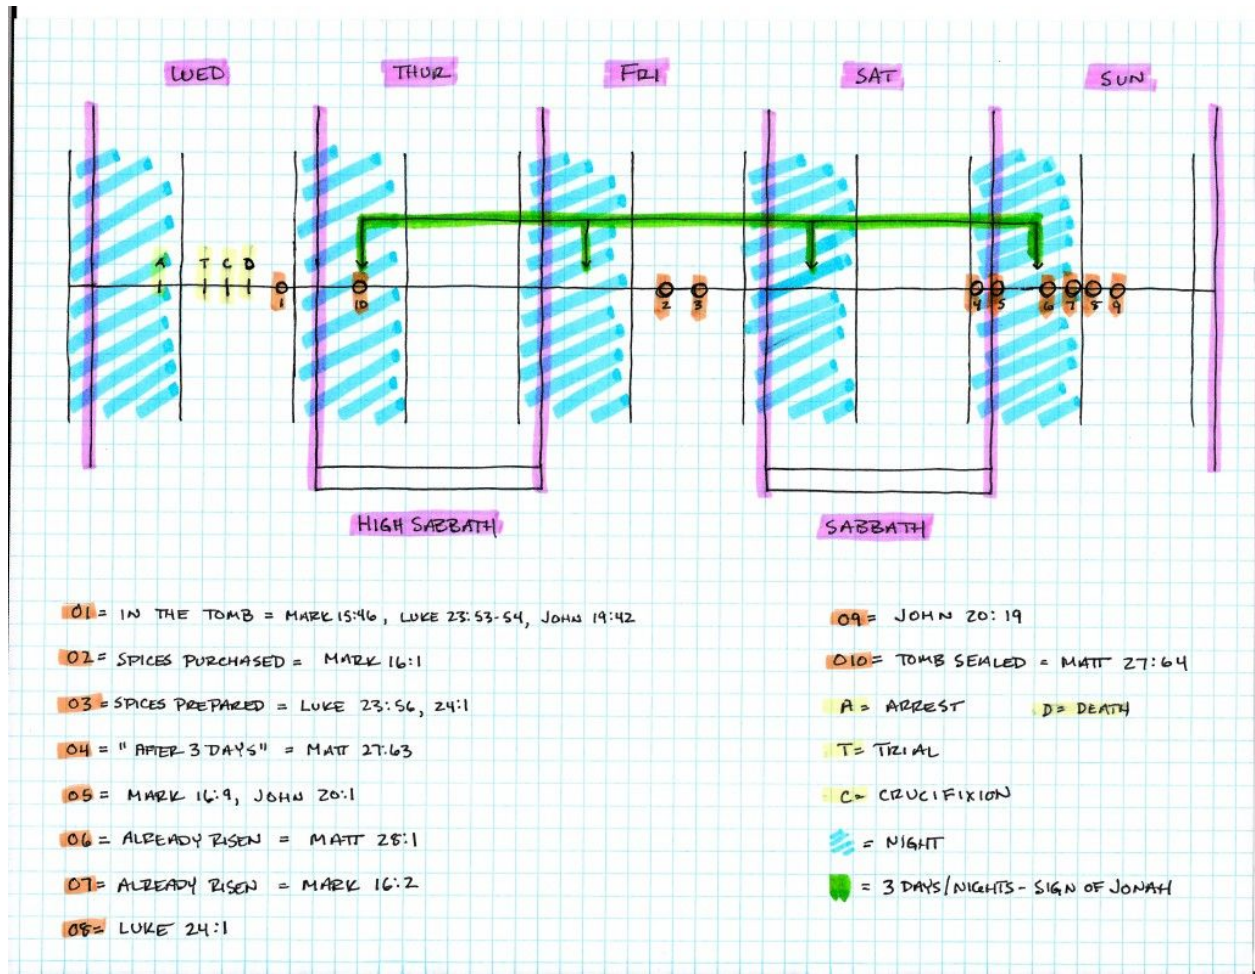 WED THUR FRI SAT SUN
A T C D
1 10 2 3 4 5 6 7 8 9
HIGH SABBATH SABBATH
01 = IN THE TOMB = MARK 15:46, LUKE 23:53-54, JOHN 19:42
02 = SPICES PURCHASED = MARK 16:1
03 = SPICES PREPARED = LUKE 23:56, 24:1
04 = "AFTER 3 DAYS" = MATT 27:63
05 = MARK 16:9, JOHN 20:1
06 = ALREADY RISEN = MATT 28:1
07 = ALREADY RISEN = MARK 16:2
08 = LUKE 24:1
09 = JOHN 20:19
010 = TOMB SEALED = MATT 27:64
A = ARREST D = DEATH
T = TRIAL
C = CRUCIFIXION
= NIGHT
= 3 DAYS/NIGHTS - SIGN OF JONAH